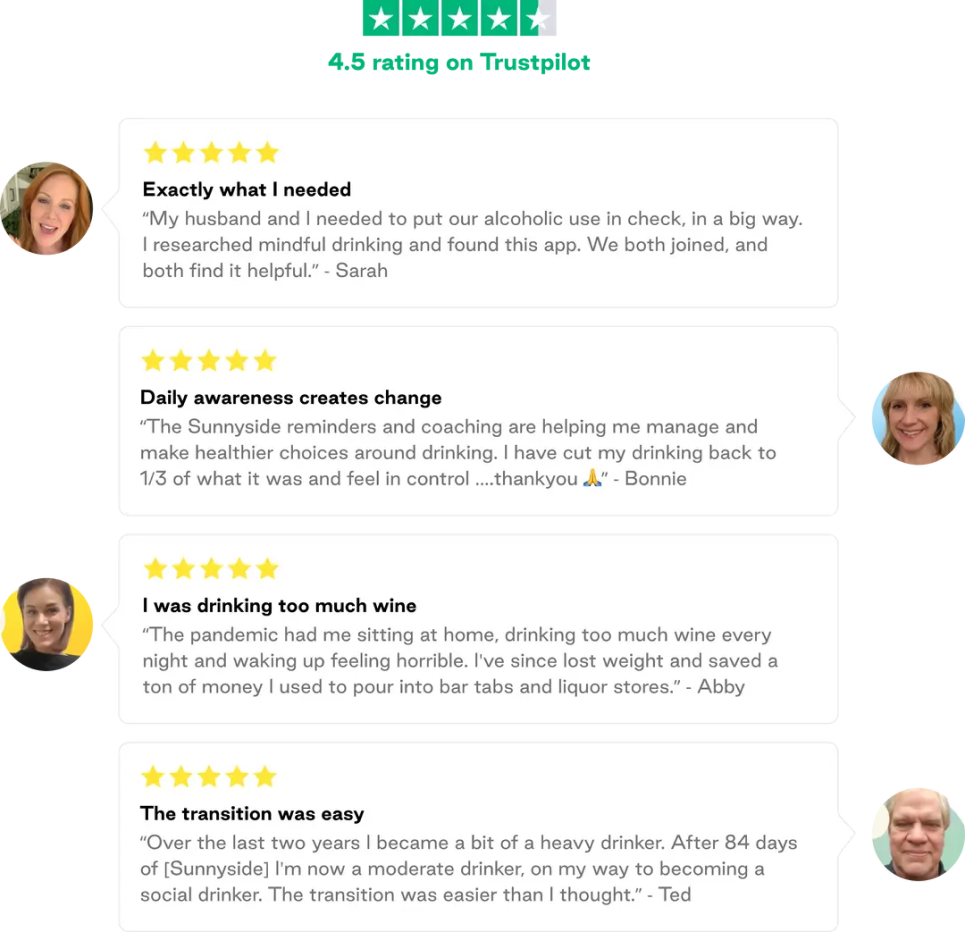 4.5 rating on Trustpilot
Exactly what I needed
“My husband and I needed to put our alcoholic use in check, in a big way.
I researched mindful drinking and found this app. We both joined, and
both find it helpful.” - Sarah
Daily awareness creates change
“The Sunnyside reminders and coaching are helping me manage and
make healthier choices around drinking. I have cut my drinking back to
1/3 of what it was and feel in control ....thankyou 🙏” - Bonnie
I was drinking too much wine
“The pandemic had me sitting at home, drinking too much wine every
night and waking up feeling horrible. I've since lost weight and saved a
ton of money I used to pour into bar tabs and liquor stores.” - Abby
The transition was easy
“Over the last two years I became a bit of a heavy drinker. After 84 days
of [Sunnyside] I'm now a moderate drinker, on my way to becoming a
social drinker. The transition was easier than I thought.” - Ted